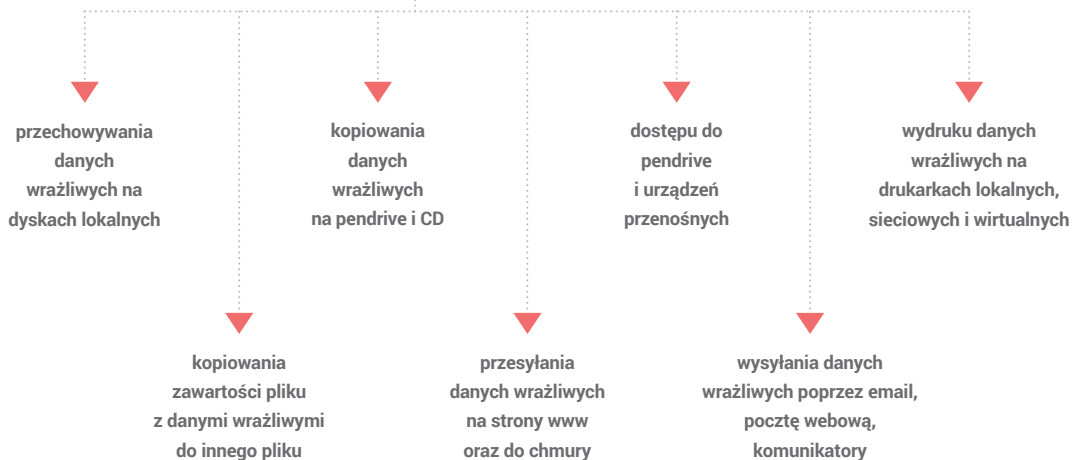 przechowywania
danych
wrażliwych na
dyskach lokalnych
kopiowania
danych
wrażliwych
na pendrive i CD
dostępu do
pendrive
i urządzeń
przenośnych
wydruku danych
wrażliwych na
drukarkach lokalnych,
sieciowych i wirtualnych
kopiowania
zawartości pliku
z danymi wrażliwymi
do innego pliku
przesyłania
danych wrażliwych
na strony www
oraz do chmury
wysyłania danych
wrażliwych poprzez email,
pocztę webową,
komunikatory